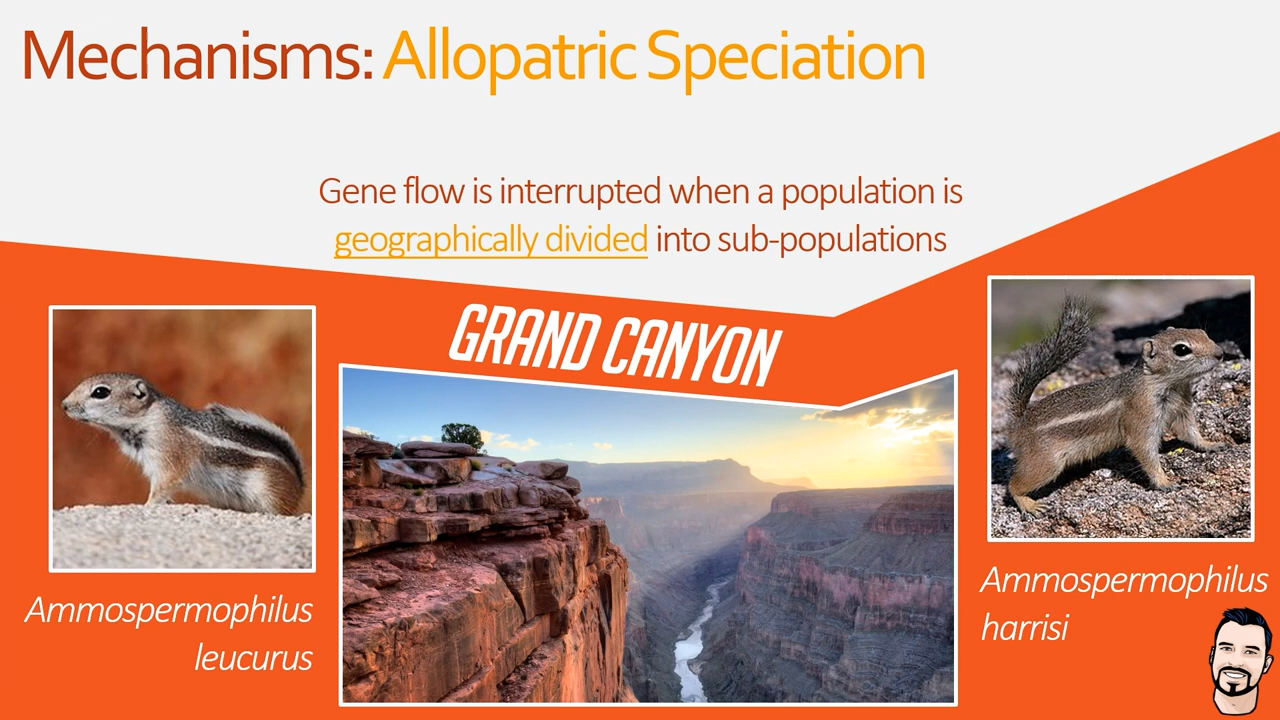 Mechanisms: Allopatric Speciation
Gene flow is interrupted when a population is
geographically divided into sub-populations
GRAND CANYON
Ammospermophilus
leucurus
Ammospermophilus
harrisi